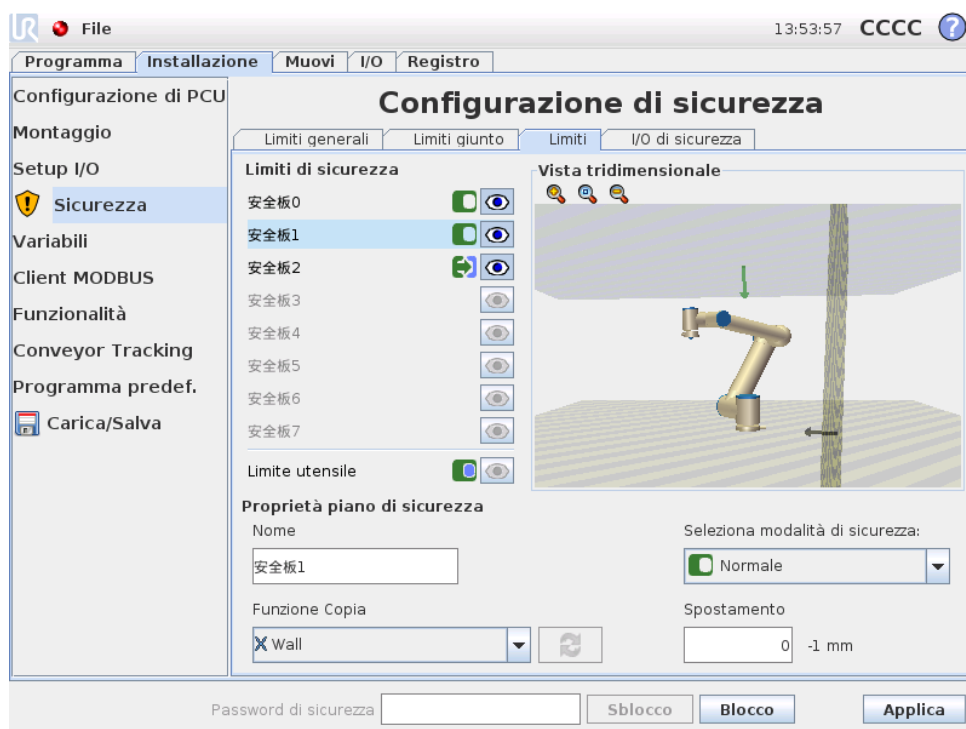 UR File 13:53:57 CCCC ?
Programma Installazione Muovi I/O Registro
Configurazione di PCU
Montaggio
Setup I/O
Sicurezza
Variabili
Client MODBUS
Funzionalità
Conveyor Tracking
Programma predef.
Carica/Salva
Configurazione di sicurezza
Limiti generali Limiti giunto Limiti I/O di sicurezza
Limiti di sicurezza
安全板0
安全板1
安全板2
安全板3
安全板4
安全板5
安全板6
安全板7
Limite utensile
Vista tridimensionale
Proprietà piano di sicurezza
Nome
安全板1
Seleziona modalità di sicurezza:
Normale
Funzione Copia
Wall
Spostamento
0 -1 mm
Password di sicurezza Sblocco Blocco Applica